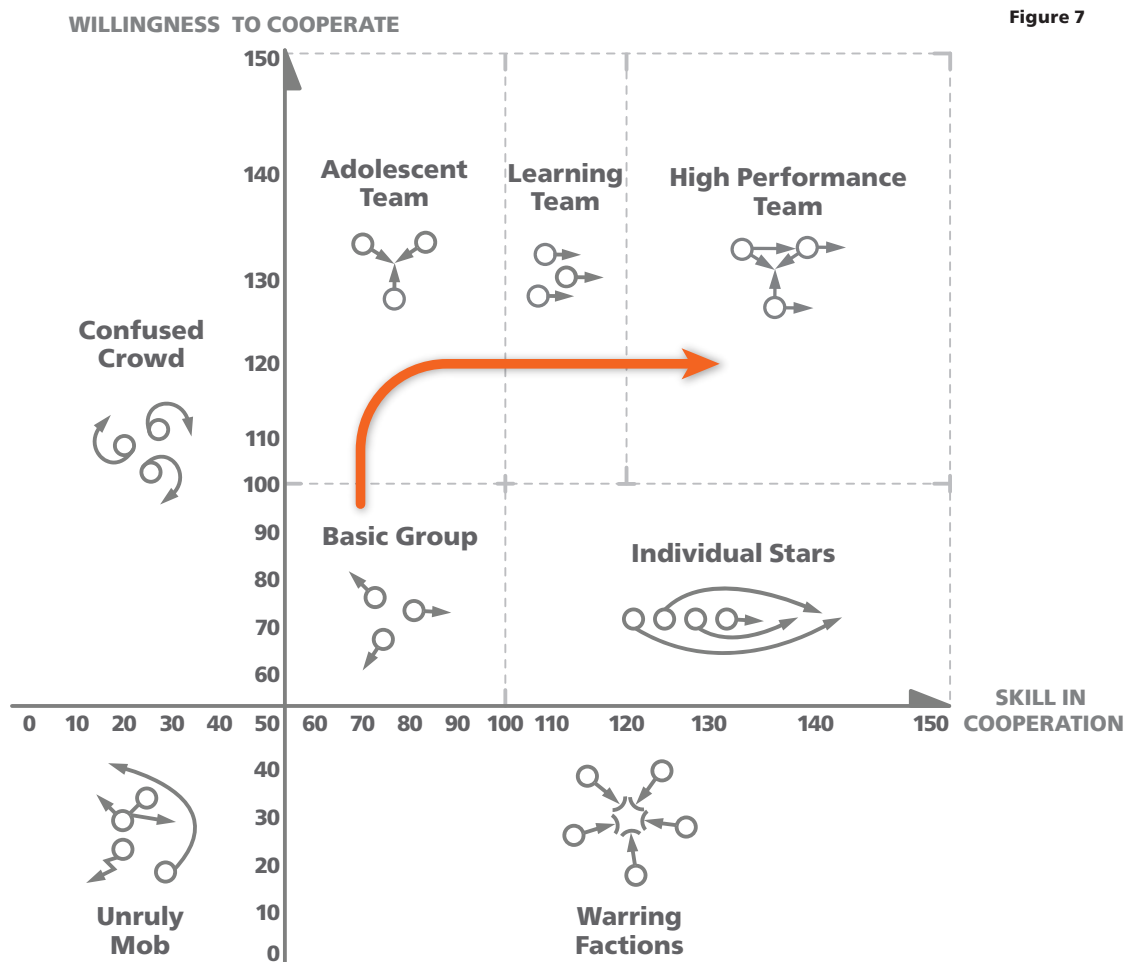 WILLINGNESS TO COOPERATE
Figure 7
150
140
Adolescent
Team
Learning
Team
High Performance
Team
130
Confused
Crowd
120
110
100
90
Basic Group
Individual Stars
80
70
60
SKILL IN
COOPERATION
0 10 20 30 40 50 60 70 80 90 100 110 120 130 140 150
40
30
20
10
0
Unruly
Mob
Warring
Factions